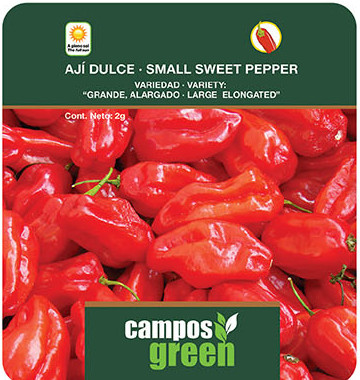 A pleno sol
The full sun
AJÍ DULCE · SMALL SWEET PEPPER
VARIEDAD · VARIETY:
"GRANDE, ALARGADO · LARGE ELONGATED"
Cont. Neto: 2g
campos
green